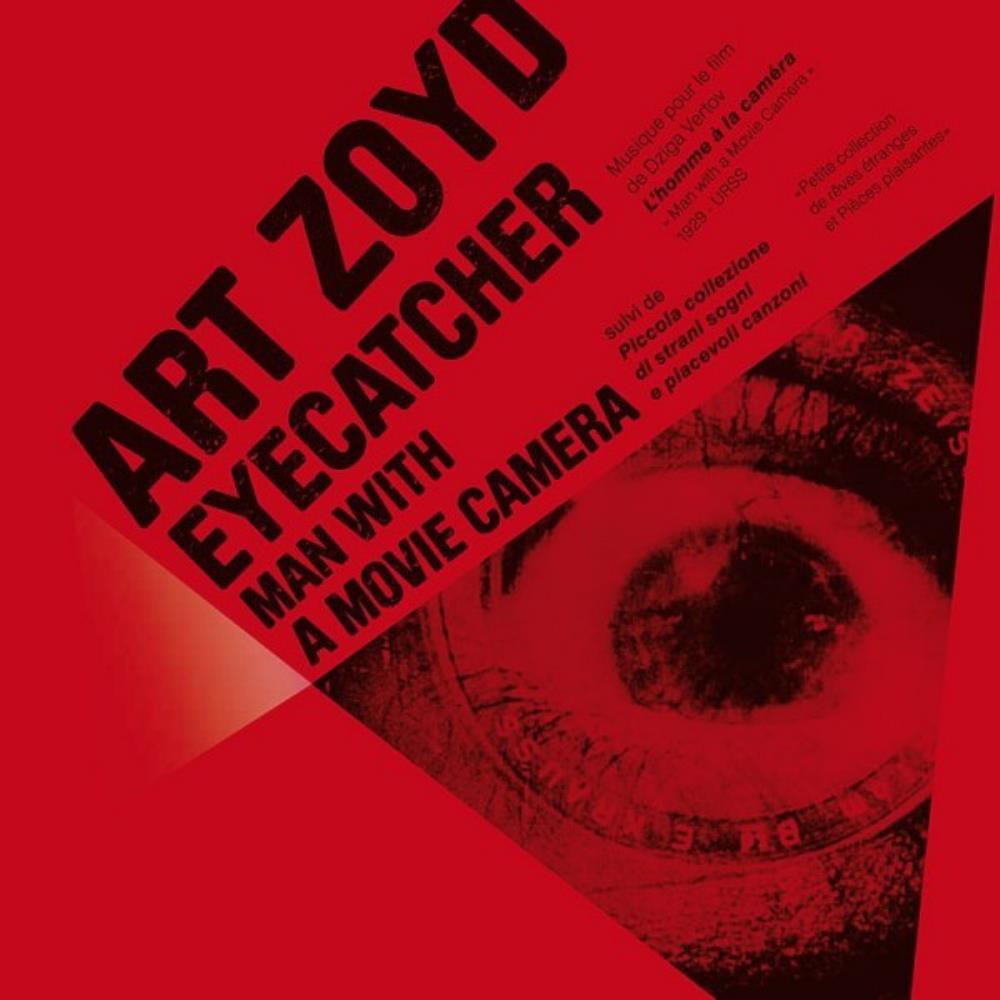 ART ZOYD
EYECATCHER
MAN WITH
A MOVIE CAMERA
Musique pour le film
de Dziga Vertov
L'homme à la caméra
« Man with a Movie Camera »
1929 - URSS
suivi de
Piccola collezione
di strani sogni
e piacevoli canzoni
«Petite collection
de rêves étranges
et Pièces plaisantes»